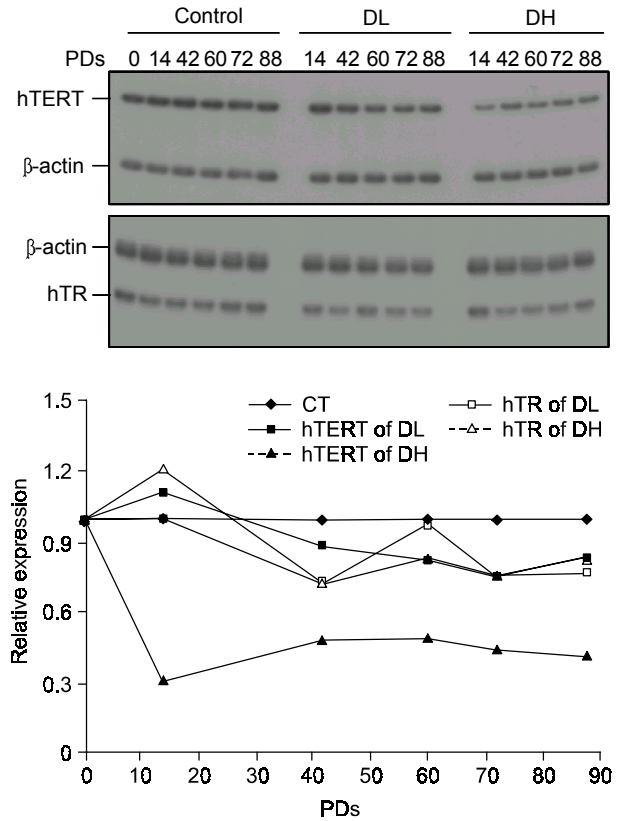 Control DL DH
PDs 0 14 42 60 72 88 14 42 60 72 88 14 42 60 72 88
hTERT
β-actin
β-actin
hTR
CT
hTERT of DL
hTERT of DH
hTR of DL
hTR of DH
Relative expression
1.5
1.2
0.9
0.6
0.3
0
0 10 20 30 40 50 60 70 80 90
PDs